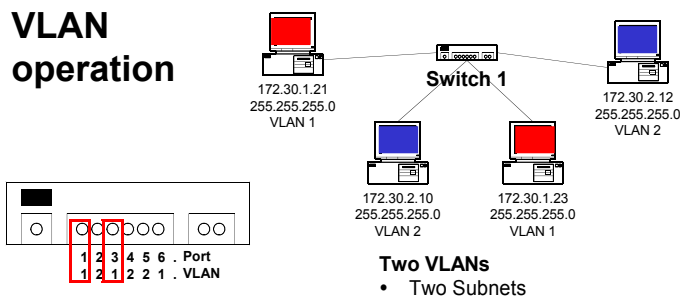 VLAN
operation
172.30.1.21
255.255.255.0
VLAN 1
Switch 1
172.30.2.12
255.255.255.0
VLAN 2
172.30.2.10
255.255.255.0
VLAN 2
172.30.1.23
255.255.255.0
VLAN 1
1 2 3 4 5 6 . Port
1 2 1 2 2 1 . VLAN
Two VLANs
• Two Subnets